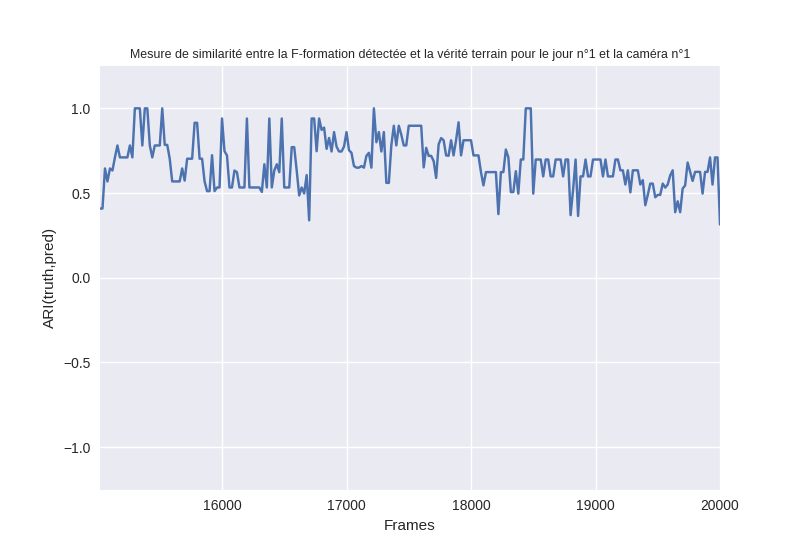 Mesure de similarité entre la F-formation détectée et la vérité terrain pour le jour n°1 et la caméra n°1
1.0
0.5
0.0
−0.5
−1.0
ARI(truth,pred)
16000 17000 18000 19000 20000
Frames